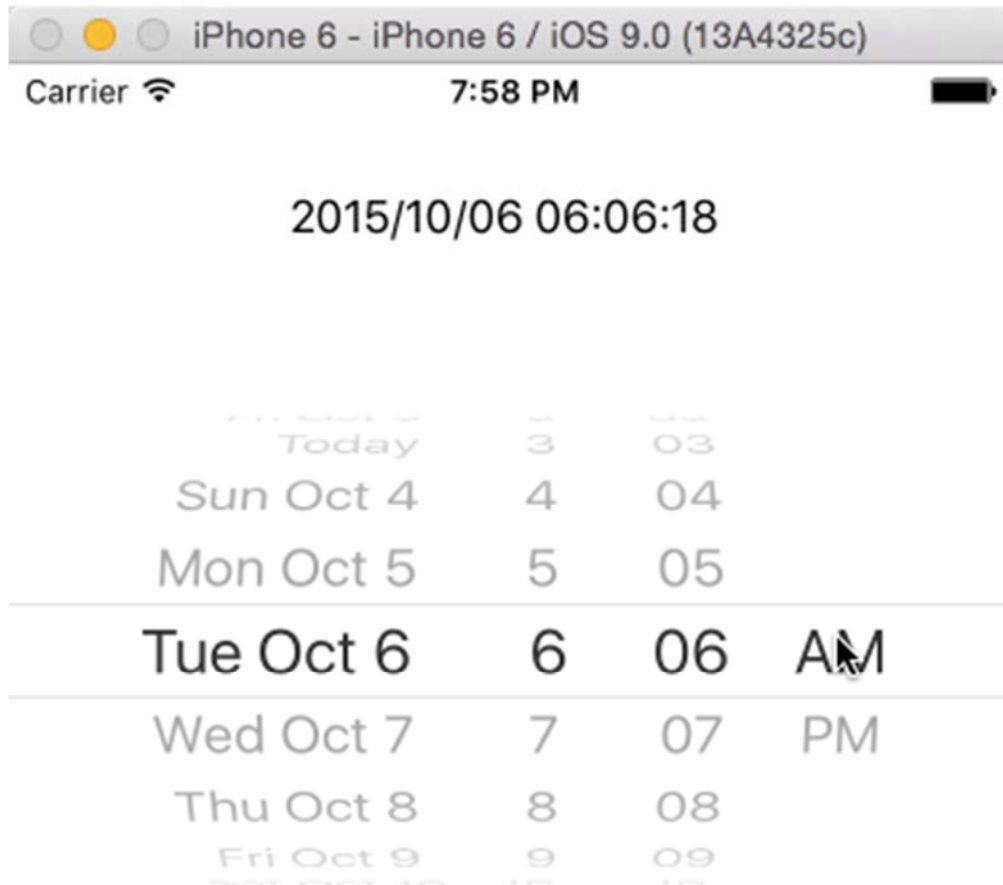 iPhone 6 - iPhone 6 / iOS 9.0 (13A4325c)
Carrier 7:58 PM
2015/10/06 06:06:18
Today 3 03
Sun Oct 4 4 04
Mon Oct 5 5 05
Tue Oct 6 6 06 AM
Wed Oct 7 7 07 PM
Thu Oct 8 8 08
Fri Oct 9 9 09